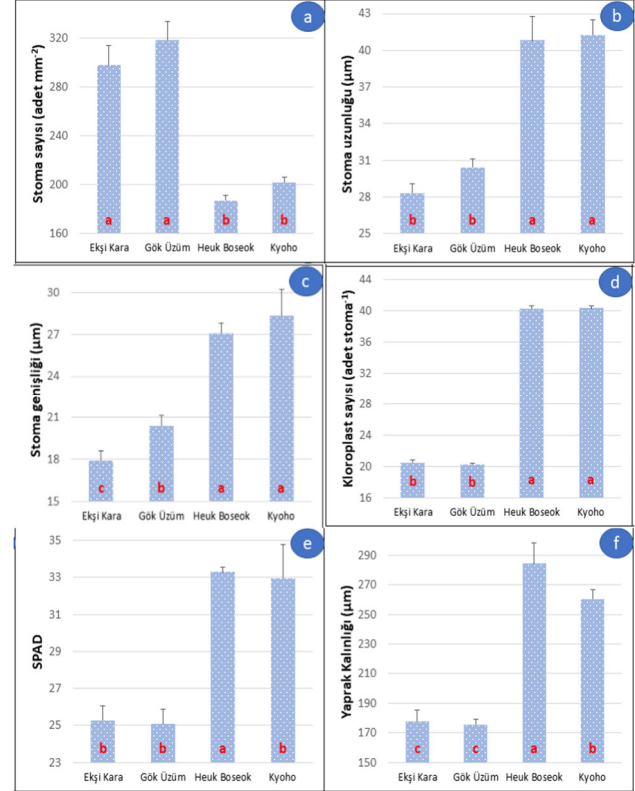 a
Stoma sayısı (adet mm⁻²)
320
280
240
200
160
a
a
b
b
Ekşi Kara Gök Üzüm Heuk Boseok Kyoho
b
Stoma uzunluğu (µm)
43
40
37
34
31
28
25
b
b
a
a
Ekşi Kara Gök Üzüm Heuk Boseok Kyoho
c
Stoma genişliği (µm)
30
27
24
21
18
15
c
b
a
a
Ekşi Kara Gök Üzüm Heuk Boseok Kyoho
d
Kloroplast sayısı (adet stoma⁻¹)
44
40
36
32
28
24
20
16
b
b
a
a
Ekşi Kara Gök Üzüm Heuk Boseok Kyoho
e
SPAD
35
33
31
29
27
25
23
b
b
a
b
Ekşi Kara Gök Üzüm Heuk Boseok Kyoho
f
Yaprak Kalınlığı (µm)
290
270
250
230
210
190
170
150
c
c
a
b
Ekşi Kara Gök Üzüm Heuk Boseok Kyoho